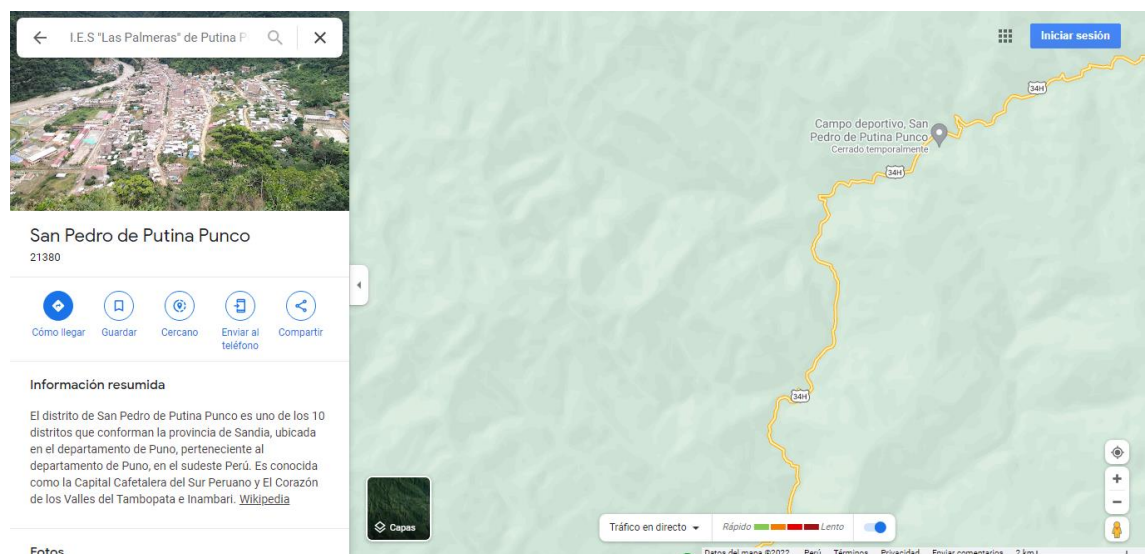 I.E.S "Las Palmeras" de Putina P
San Pedro de Putina Punco
21380
Cómo llegar
Guardar
Cercano
Enviar al
teléfono
Compartir
Información resumida
El distrito de San Pedro de Putina Punco es uno de los 10
distritos que conforman la provincia de Sandia, ubicada
en el departamento de Puno, perteneciente al
departamento de Puno, en el sudeste Perú. Es conocida
como la Capital Cafetalera del Sur Peruano y El Corazón
de los Valles del Tambopata e Inambari. Wikipedia
Fotos
Iniciar sesión
34H
Campo deportivo, San
Pedro de Putina Punco
Cerrado temporalmente
34H
34H
Capas
Tráfico en directo
Rápido
Lento
Datos del mapa ©2022 Perú Términos Privacidad Enviar comentarios 2 km